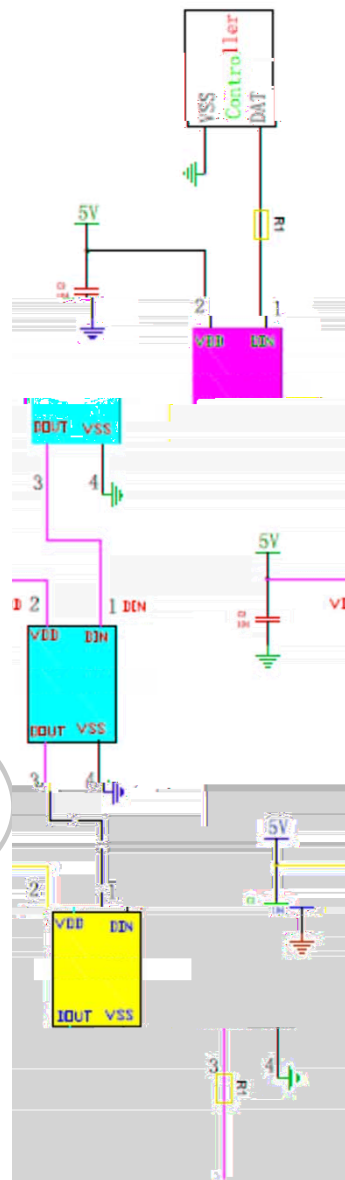 Controller
VSS DAT
R1
5V
2 1
VDD DIN
DOUT VSS
3 4
5V
2 1 DIN
VDD DIN
DOUT VSS
3 4
5V
2 1
VDD DIN
IOUT VSS
3 4
R1